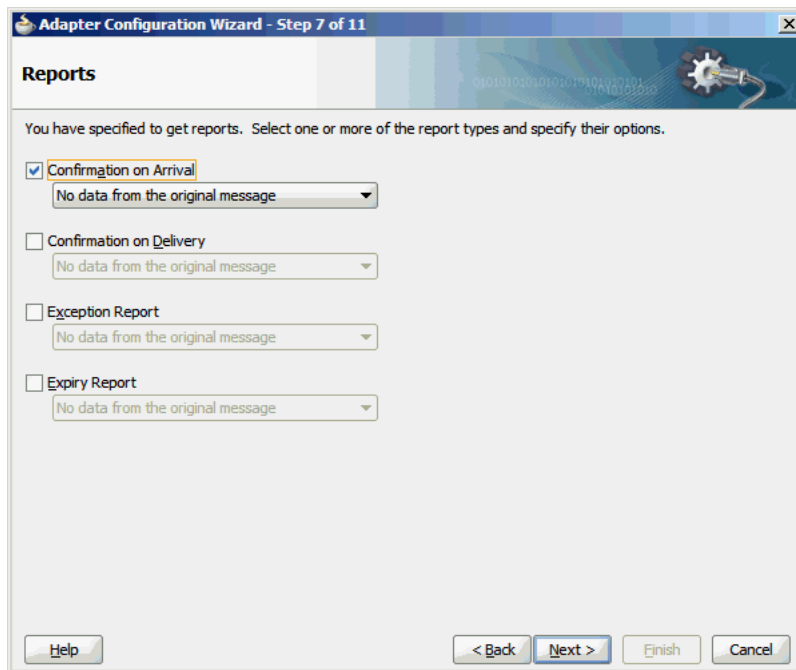 Adapter Configuration Wizard - Step 7 of 11
Reports
You have specified to get reports. Select one or more of the report types and specify their options.
Confirmation on Arrival
No data from the original message
Confirmation on Delivery
No data from the original message
Exception Report
No data from the original message
Expiry Report
No data from the original message
Help
< Back
Next >
Finish
Cancel